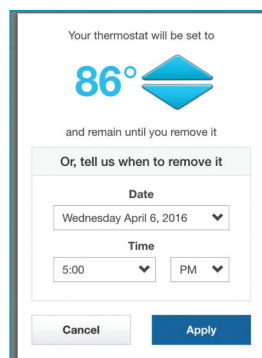 Your thermostat will be set to
86°
and remain until you remove it
Or, tell us when to remove it
Date
Wednesday April 6, 2016
Time
5:00 PM
Cancel Apply